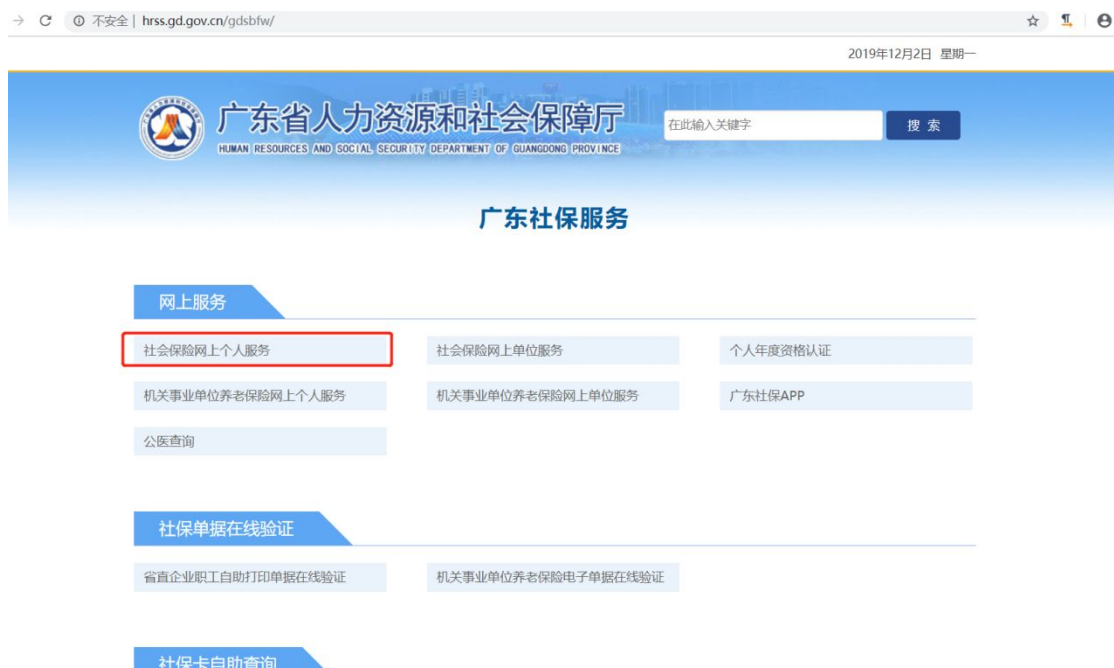 不安全 | hrss.gd.gov.cn/gdsbfw/
2019年12月2日 星期一
广东省人力资源和社会保障厅
HUMAN RESOURCES AND SOCIAL SECURITY DEPARTMENT OF GUANGDONG PROVINCE
在此输入关键字
搜 索
广东社保服务
网上服务
社会保险网上个人服务
社会保险网上单位服务
个人年度资格认证
机关事业单位养老保险网上个人服务
机关事业单位养老保险网上单位服务
广东社保APP
公医查询
社保单据在线验证
省直企业职工自助打印单据在线验证
机关事业单位养老保险电子单据在线验证
社保卡自助查询